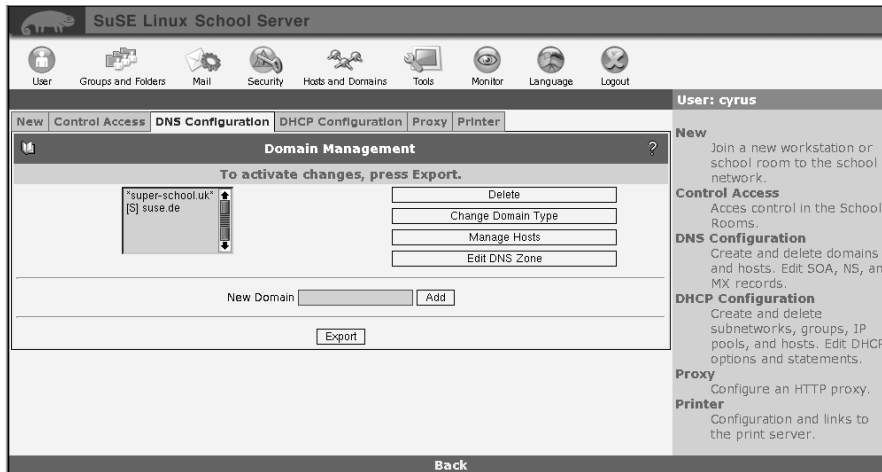 SuSE Linux School Server
User Groups and Folders Mail Security Hosts and Domains Tools Monitor Language Logout
User: cyrus
New Control Access DNS Configuration DHCP Configuration Proxy Printer
Domain Management ?
To activate changes, press Export.
*super-school.uk*
[S] suse.de
Delete
Change Domain Type
Manage Hosts
Edit DNS Zone
New Domain Add
Export
New
Join a new workstation or
school room to the school
network.
Control Access
Acces control in the School
Rooms.
DNS Configuration
Create and delete domains
and hosts. Edit SOA, NS, an
MX records.
DHCP Configuration
Create and delete
subnetworks, groups, IP
pools, and hosts. Edit DHCP
options and statements.
Proxy
Configure an HTTP proxy.
Printer
Configuration and links to
the print server.
Back